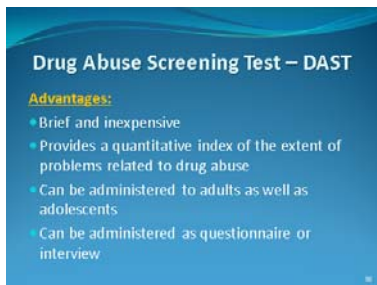 Drug Abuse Screening Test – DAST
Advantages:
Brief and inexpensive
Provides a quantitative index of the extent of
problems related to drug abuse
Can be administered to adults as well as
adolescents
Can be administered as questionnaire or
interview